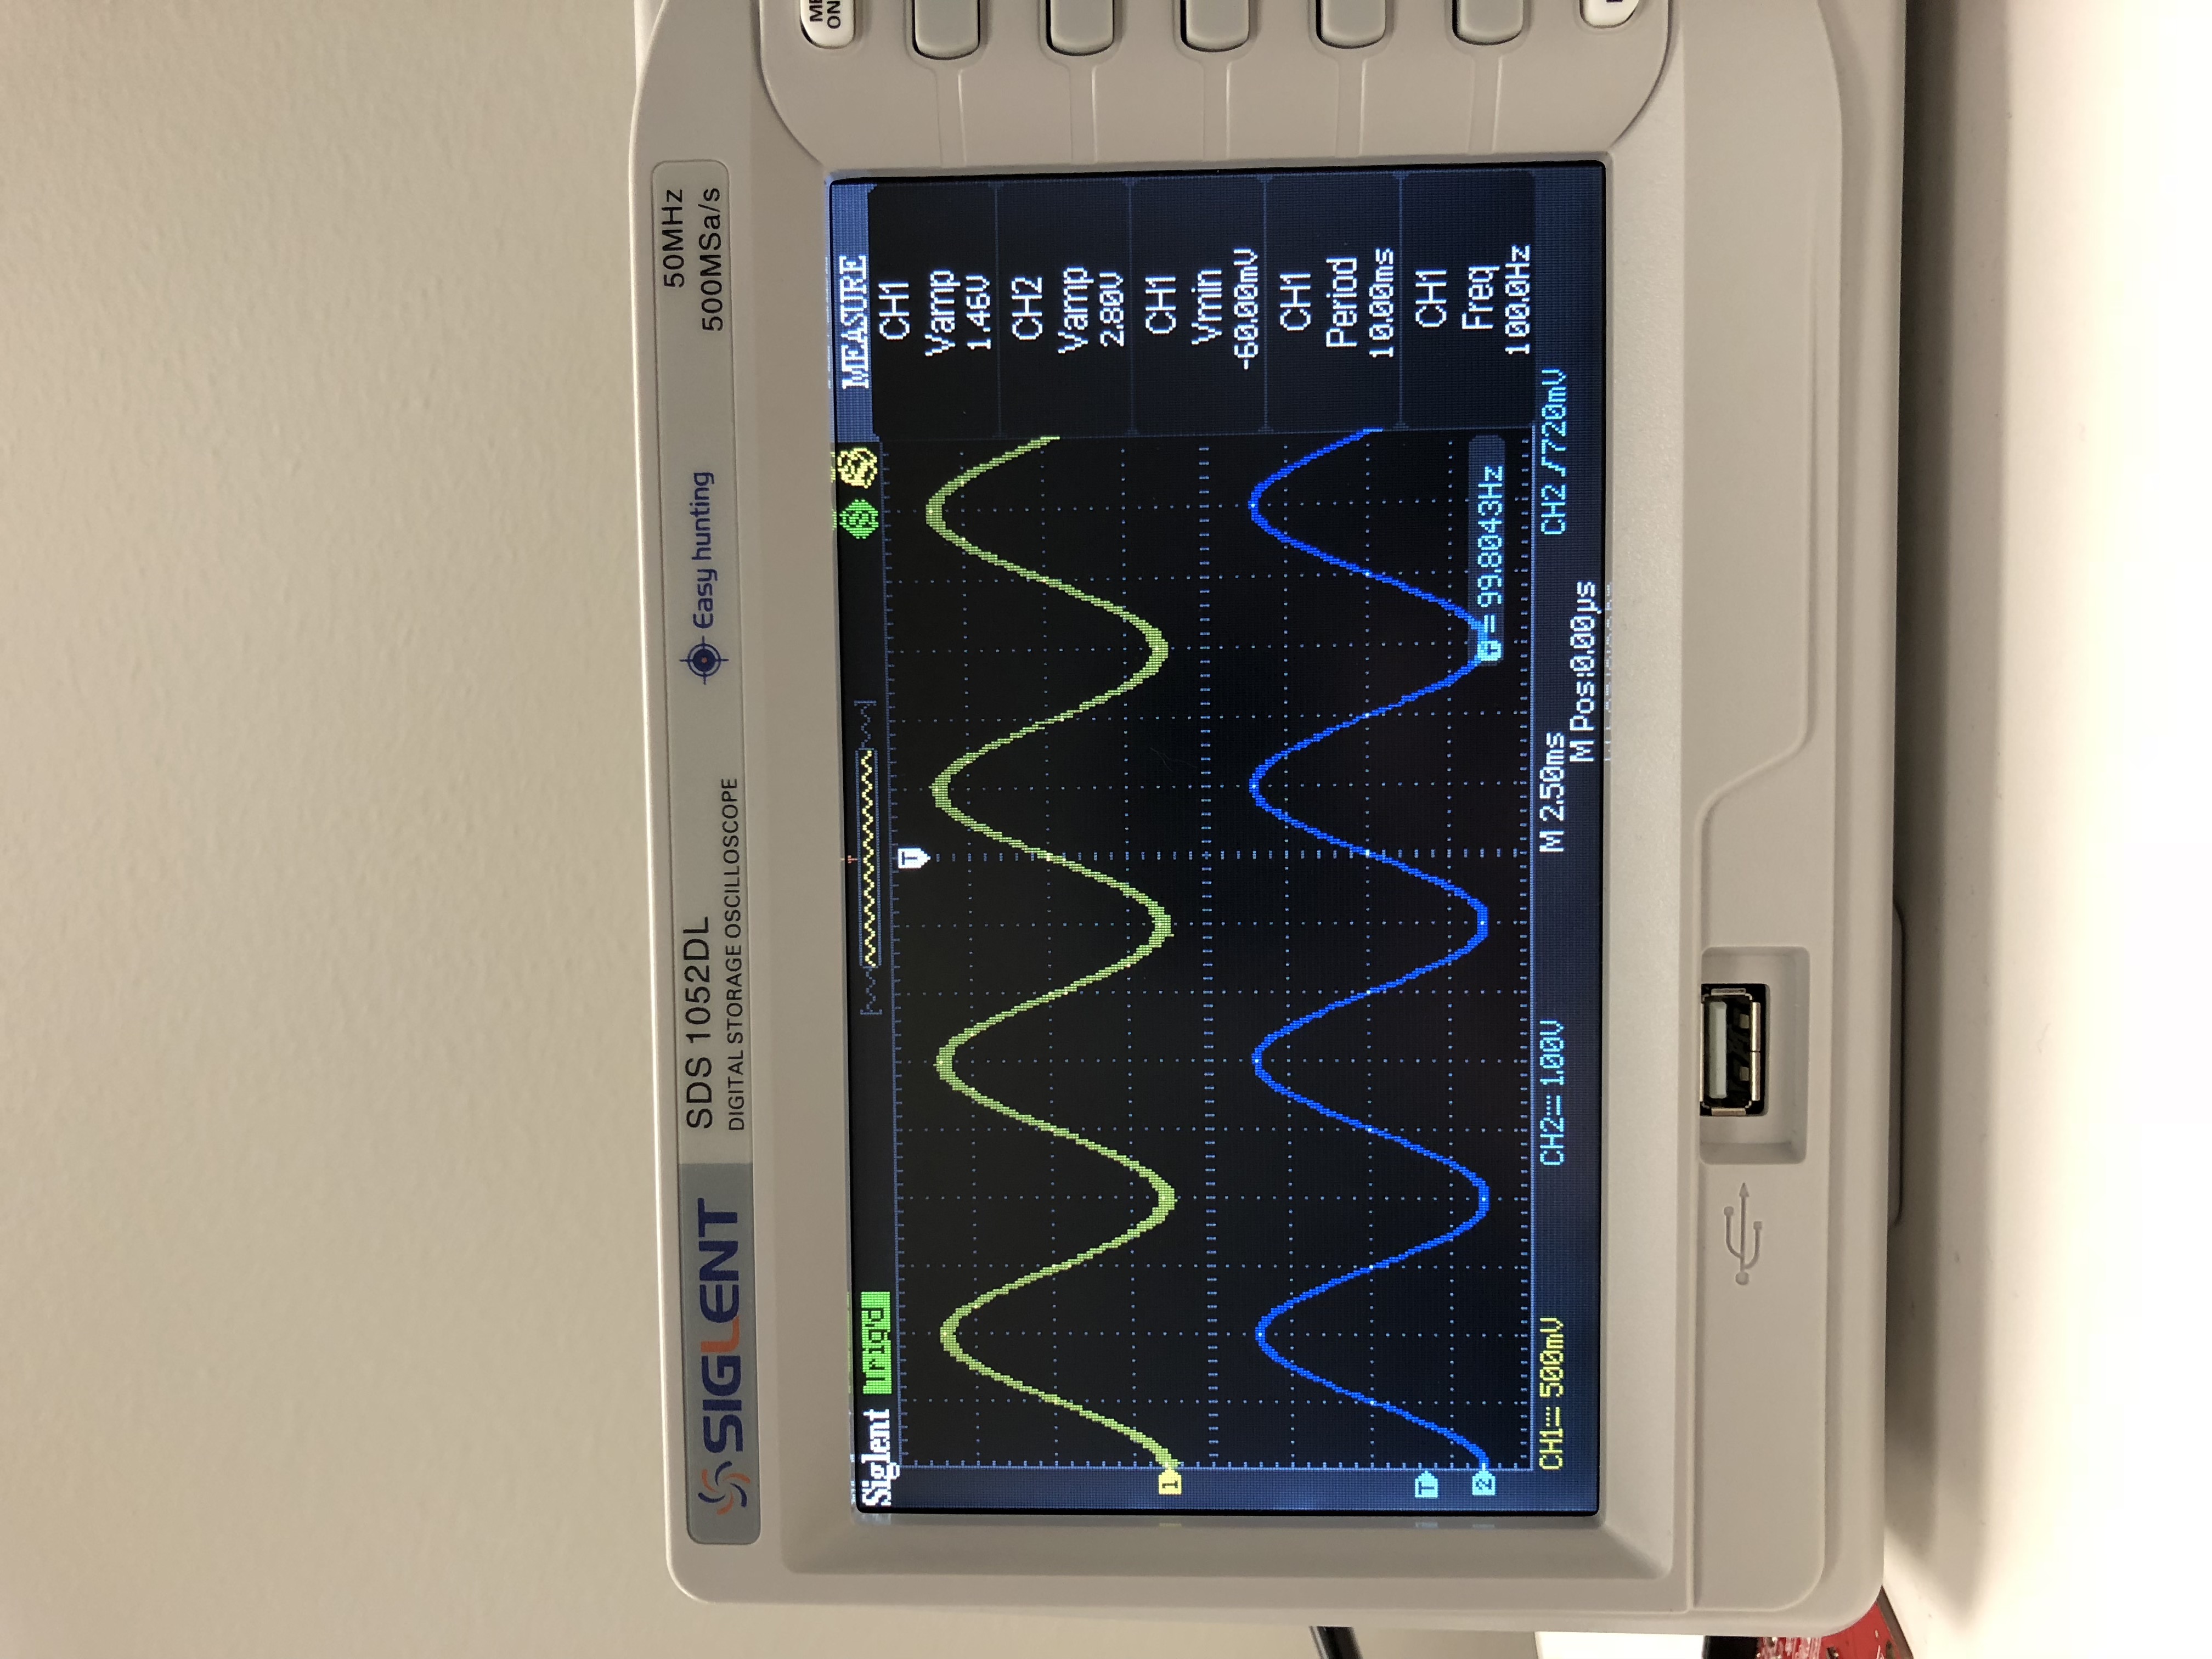 SIGLENT
SDS 1052DL
DIGITAL STORAGE OSCILLOSCOPE
Easy hunting
50MHz
500MSa/s
Siglent Trig'd
T
T
MEASURE
CH1
Vamp
1.46V
CH2
Vamp
2.80V
CH1
Vmin
-60.00mV
CH1
Period
10.00ms
CH1
Freq
100.0Hz
1
T
2
T = 99.8043Hz
CH1 500mV
CH2 1.00V
M 2.50ms
CH2 720mV
M Pos:0.00µs
ON